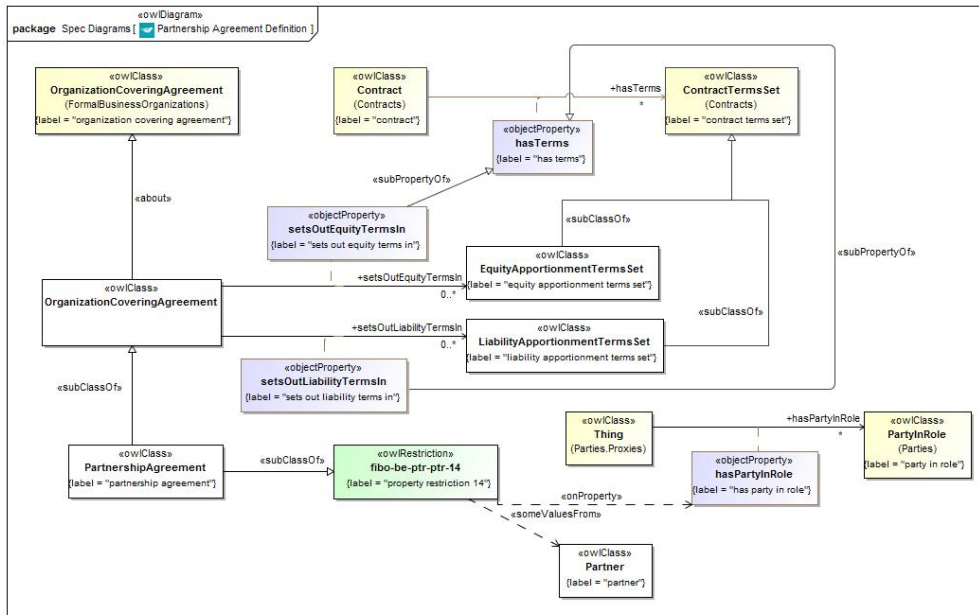 «owlDiagram»
package Spec Diagrams [ Partnership Agreement Definition ]
«owlClass»
OrganizationCoveringAgreement
(FormalBusinessOrganizations)
{label = "organization covering agreement"}
«owlClass»
Contract
(Contracts)
{label = "contract"}
+hasTerms
*
«owlClass»
ContractTermsSet
(Contracts)
{label = "contract terms set"}
«objectProperty»
hasTerms
{label = "has terms"}
«subPropertyOf»
«about»
«objectProperty»
setsOutEquityTermsIn
{label = "sets out equity terms in"}
«subClassOf»
«subPropertyOf»
«owlClass»
OrganizationCoveringAgreement
+setsOutEquityTermsIn
0..*
«owlClass»
EquityApportionmentTermsSet
{label = "equity apportionment terms set"}
«subClassOf»
+setsOutLiabilityTermsIn
0..*
«owlClass»
LiabilityApportionmentTermsSet
{label = "liability apportionment terms set"}
«objectProperty»
setsOutLiabilityTermsIn
{label = "sets out liability terms in"}
«subClassOf»
«owlClass»
PartnershipAgreement
{label = "partnership agreement"}
«subClassOf»
«owlRestriction»
fibo-be-ptr-ptr-14
{label = "property restriction 14"}
«owlClass»
Thing
(Parties.Proxies)
+hasPartyInRole
*
«owlClass»
PartyInRole
(Parties)
{label = "party in role"}
«objectProperty»
hasPartyInRole
{label = "has party in role"}
«onProperty»
«someValuesFrom»
«owlClass»
Partner
{label = "partner"}